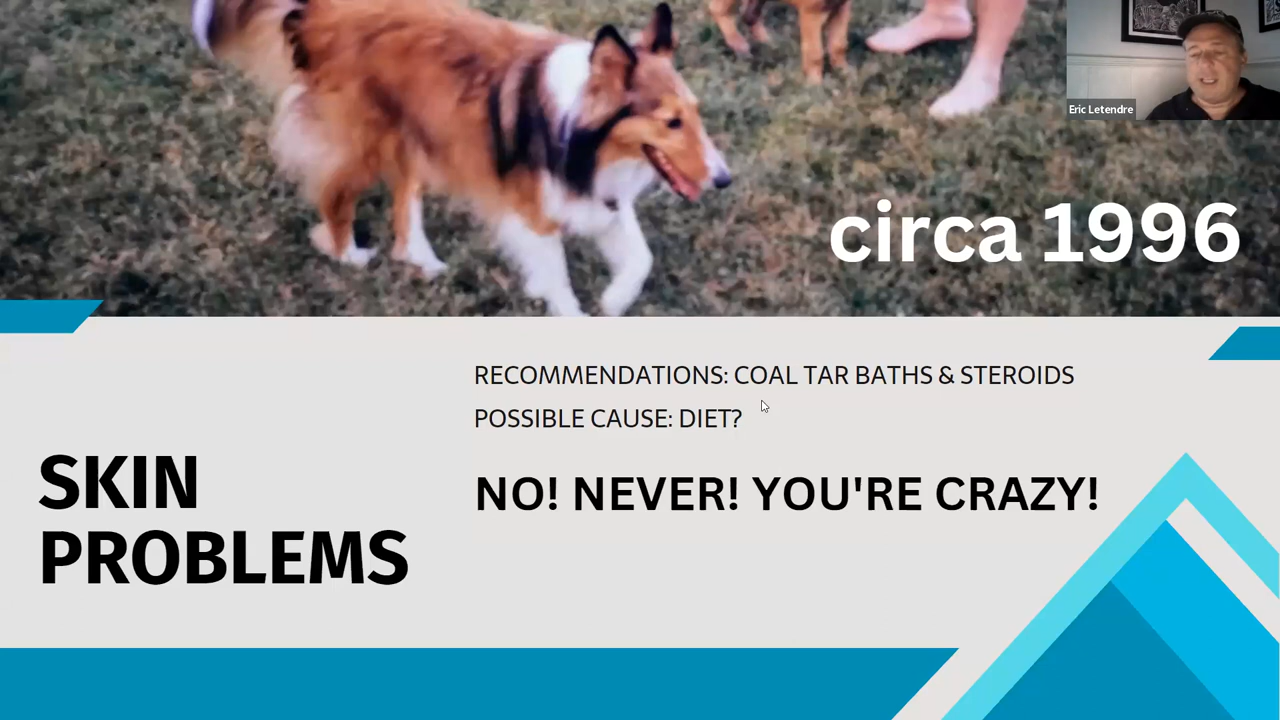 Eric Letendre
circa 1996
RECOMMENDATIONS: COAL TAR BATHS & STEROIDS
POSSIBLE CAUSE: DIET?
NO! NEVER! YOU'RE CRAZY!
SKIN
PROBLEMS